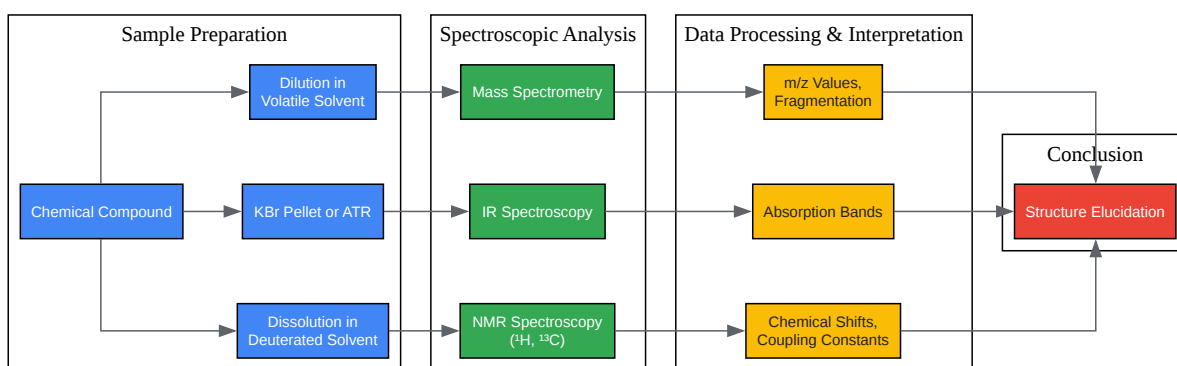 Sample Preparation
Spectroscopic Analysis
Data Processing & Interpretation
Dilution in
Volatile Solvent
Mass Spectrometry
m/z Values,
Fragmentation
Conclusion
Chemical Compound
KBr Pellet or ATR
IR Spectroscopy
Absorption Bands
Structure Elucidation
Dissolution in
Deuterated Solvent
NMR Spectroscopy
(¹H, ¹³C)
Chemical Shifts,
Coupling Constants